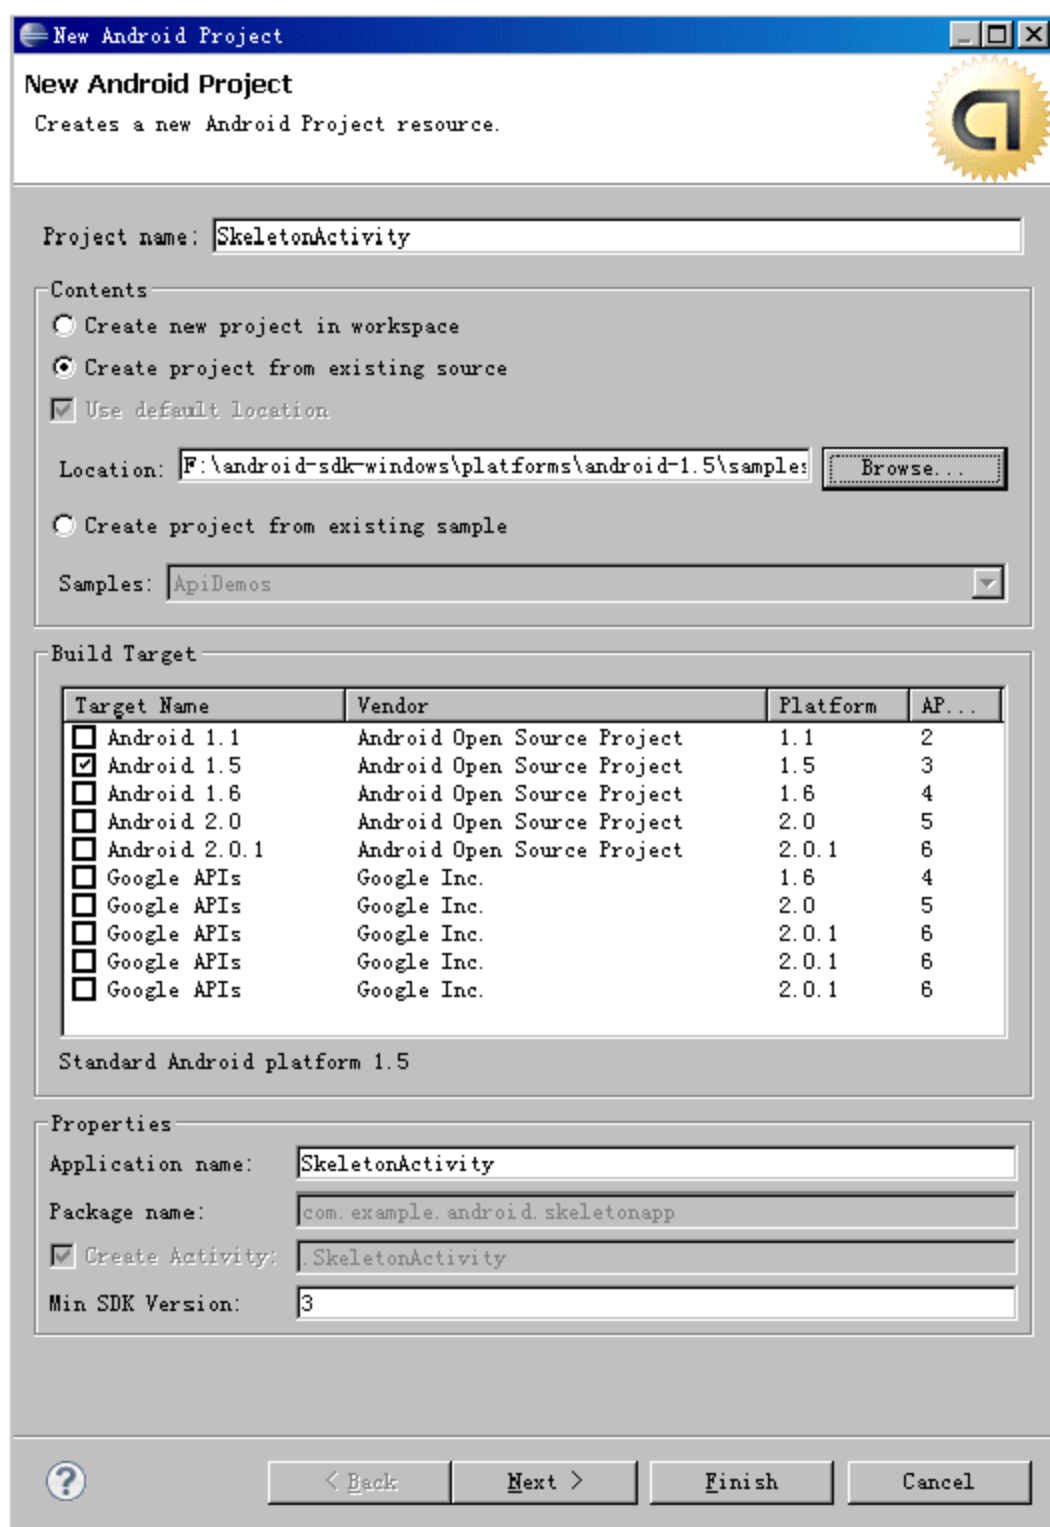 New Android Project
New Android Project
Creates a new Android Project resource.
Project name: SkeletonActivity
Contents
Create new project in workspace
Create project from existing source
Use default location
Location: F:\android-sdk-windows\platforms\android-1.5\samples Browse...
Create project from existing sample
Samples: ApiDemos
Build Target
Target Name Vendor Platform AP...
Android 1.1 Android Open Source Project 1.1 2
Android 1.5 Android Open Source Project 1.5 3
Android 1.6 Android Open Source Project 1.6 4
Android 2.0 Android Open Source Project 2.0 5
Android 2.0.1 Android Open Source Project 2.0.1 6
Google APIs Google Inc. 1.6 4
Google APIs Google Inc. 2.0 5
Google APIs Google Inc. 2.0.1 6
Google APIs Google Inc. 2.0.1 6
Google APIs Google Inc. 2.0.1 6
Standard Android platform 1.5
Properties
Application name: SkeletonActivity
Package name: com.example.android.skeletonapp
Create Activity: .SkeletonActivity
Min SDK Version: 3
? < Back Next > Finish Cancel